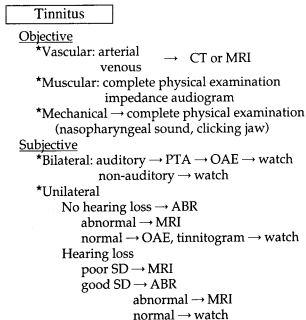 Tinnitus
Objective
*Vascular: arterial
venous → CT or MRI
*Muscular: complete physical examination
impedance audiogram
*Mechanical → complete physical examination
(nasopharyngeal sound, clicking jaw)
Subjective
*Bilateral: auditory → PTA → OAE → watch
non-auditory → watch
*Unilateral
No hearing loss → ABR
abnormal → MRI
normal → OAE, tinnitogram → watch
Hearing loss
poor SD → MRI
good SD → ABR
abnormal → MRI
normal → watch